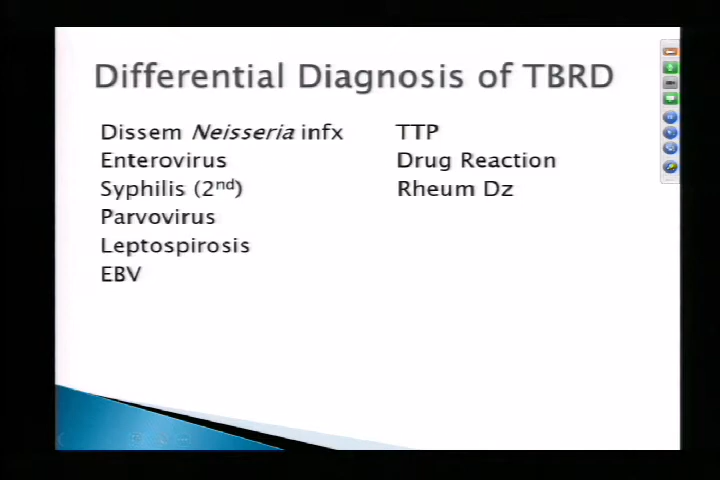 Differential Diagnosis of TBRD
Dissem Neisseria infx
Enterovirus
Syphilis (2nd)
Parvovirus
Leptospirosis
EBV
TTP
Drug Reaction
Rheum Dz